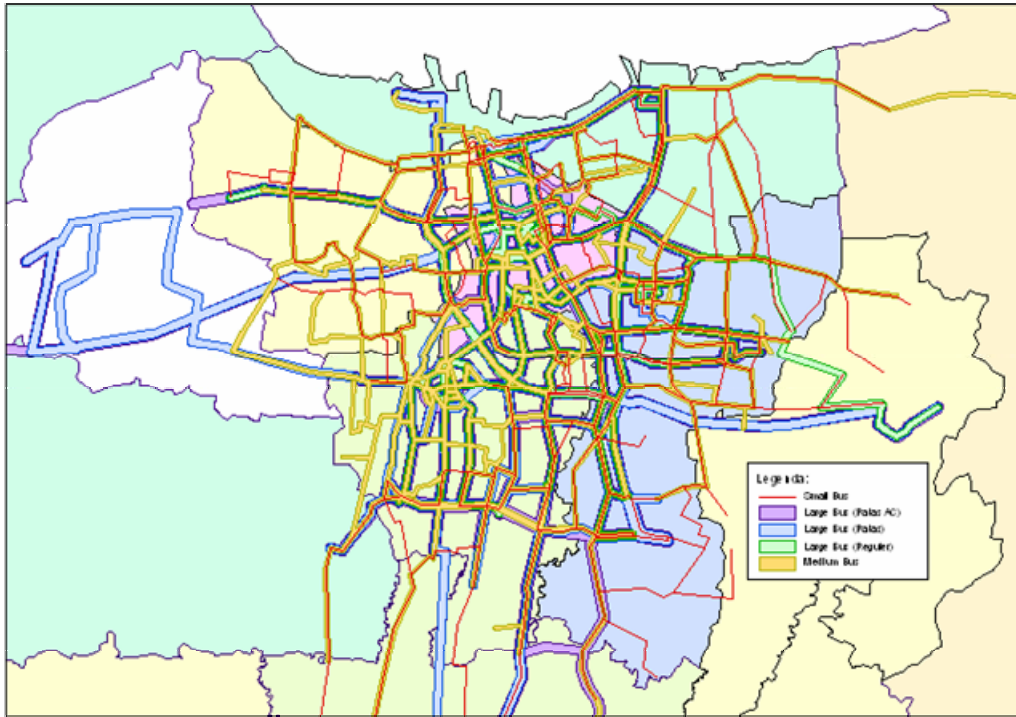 Legenda:
Small Bus
Large Bus (Patas AC)
Large Bus (Patas)
Large Bus (Reguler)
Medium Bus